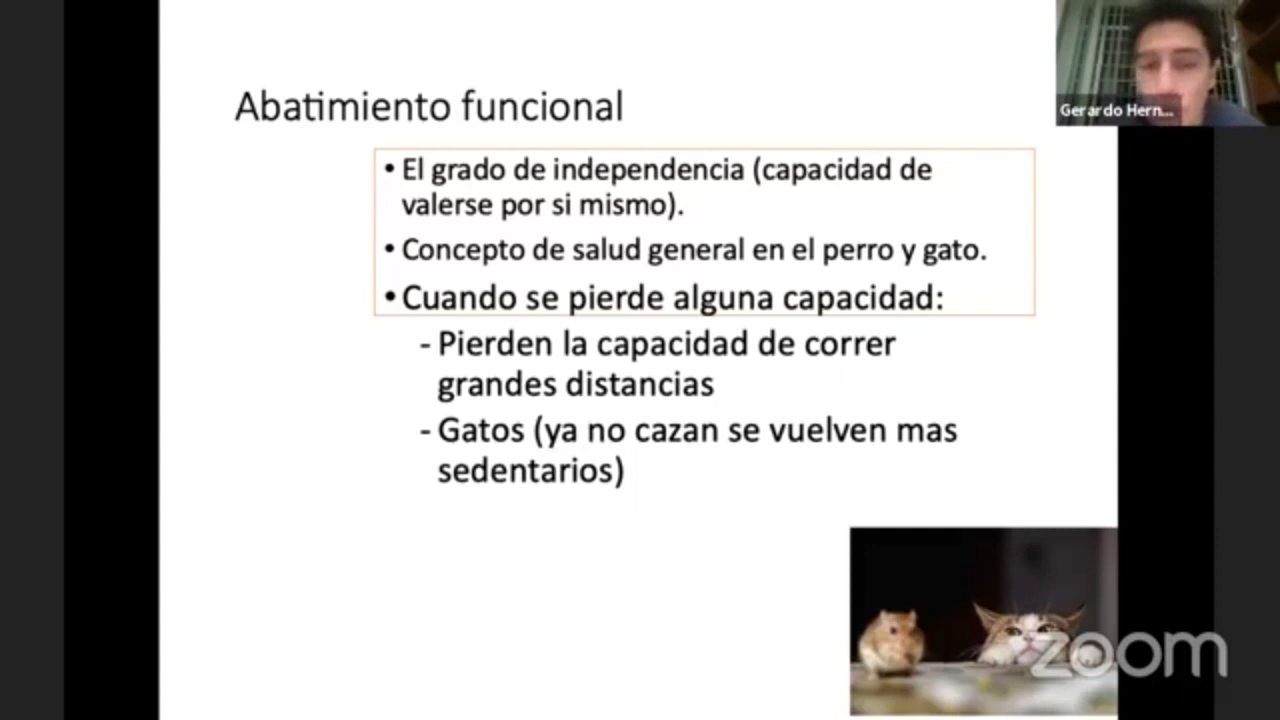 Abatimiento funcional
Gerardo Hern...
• El grado de independencia (capacidad de
valerse por si mismo).
• Concepto de salud general en el perro y gato.
• Cuando se pierde alguna capacidad:
- Pierden la capacidad de correr
grandes distancias
- Gatos (ya no cazan se vuelven mas
sedentarios)
zoom